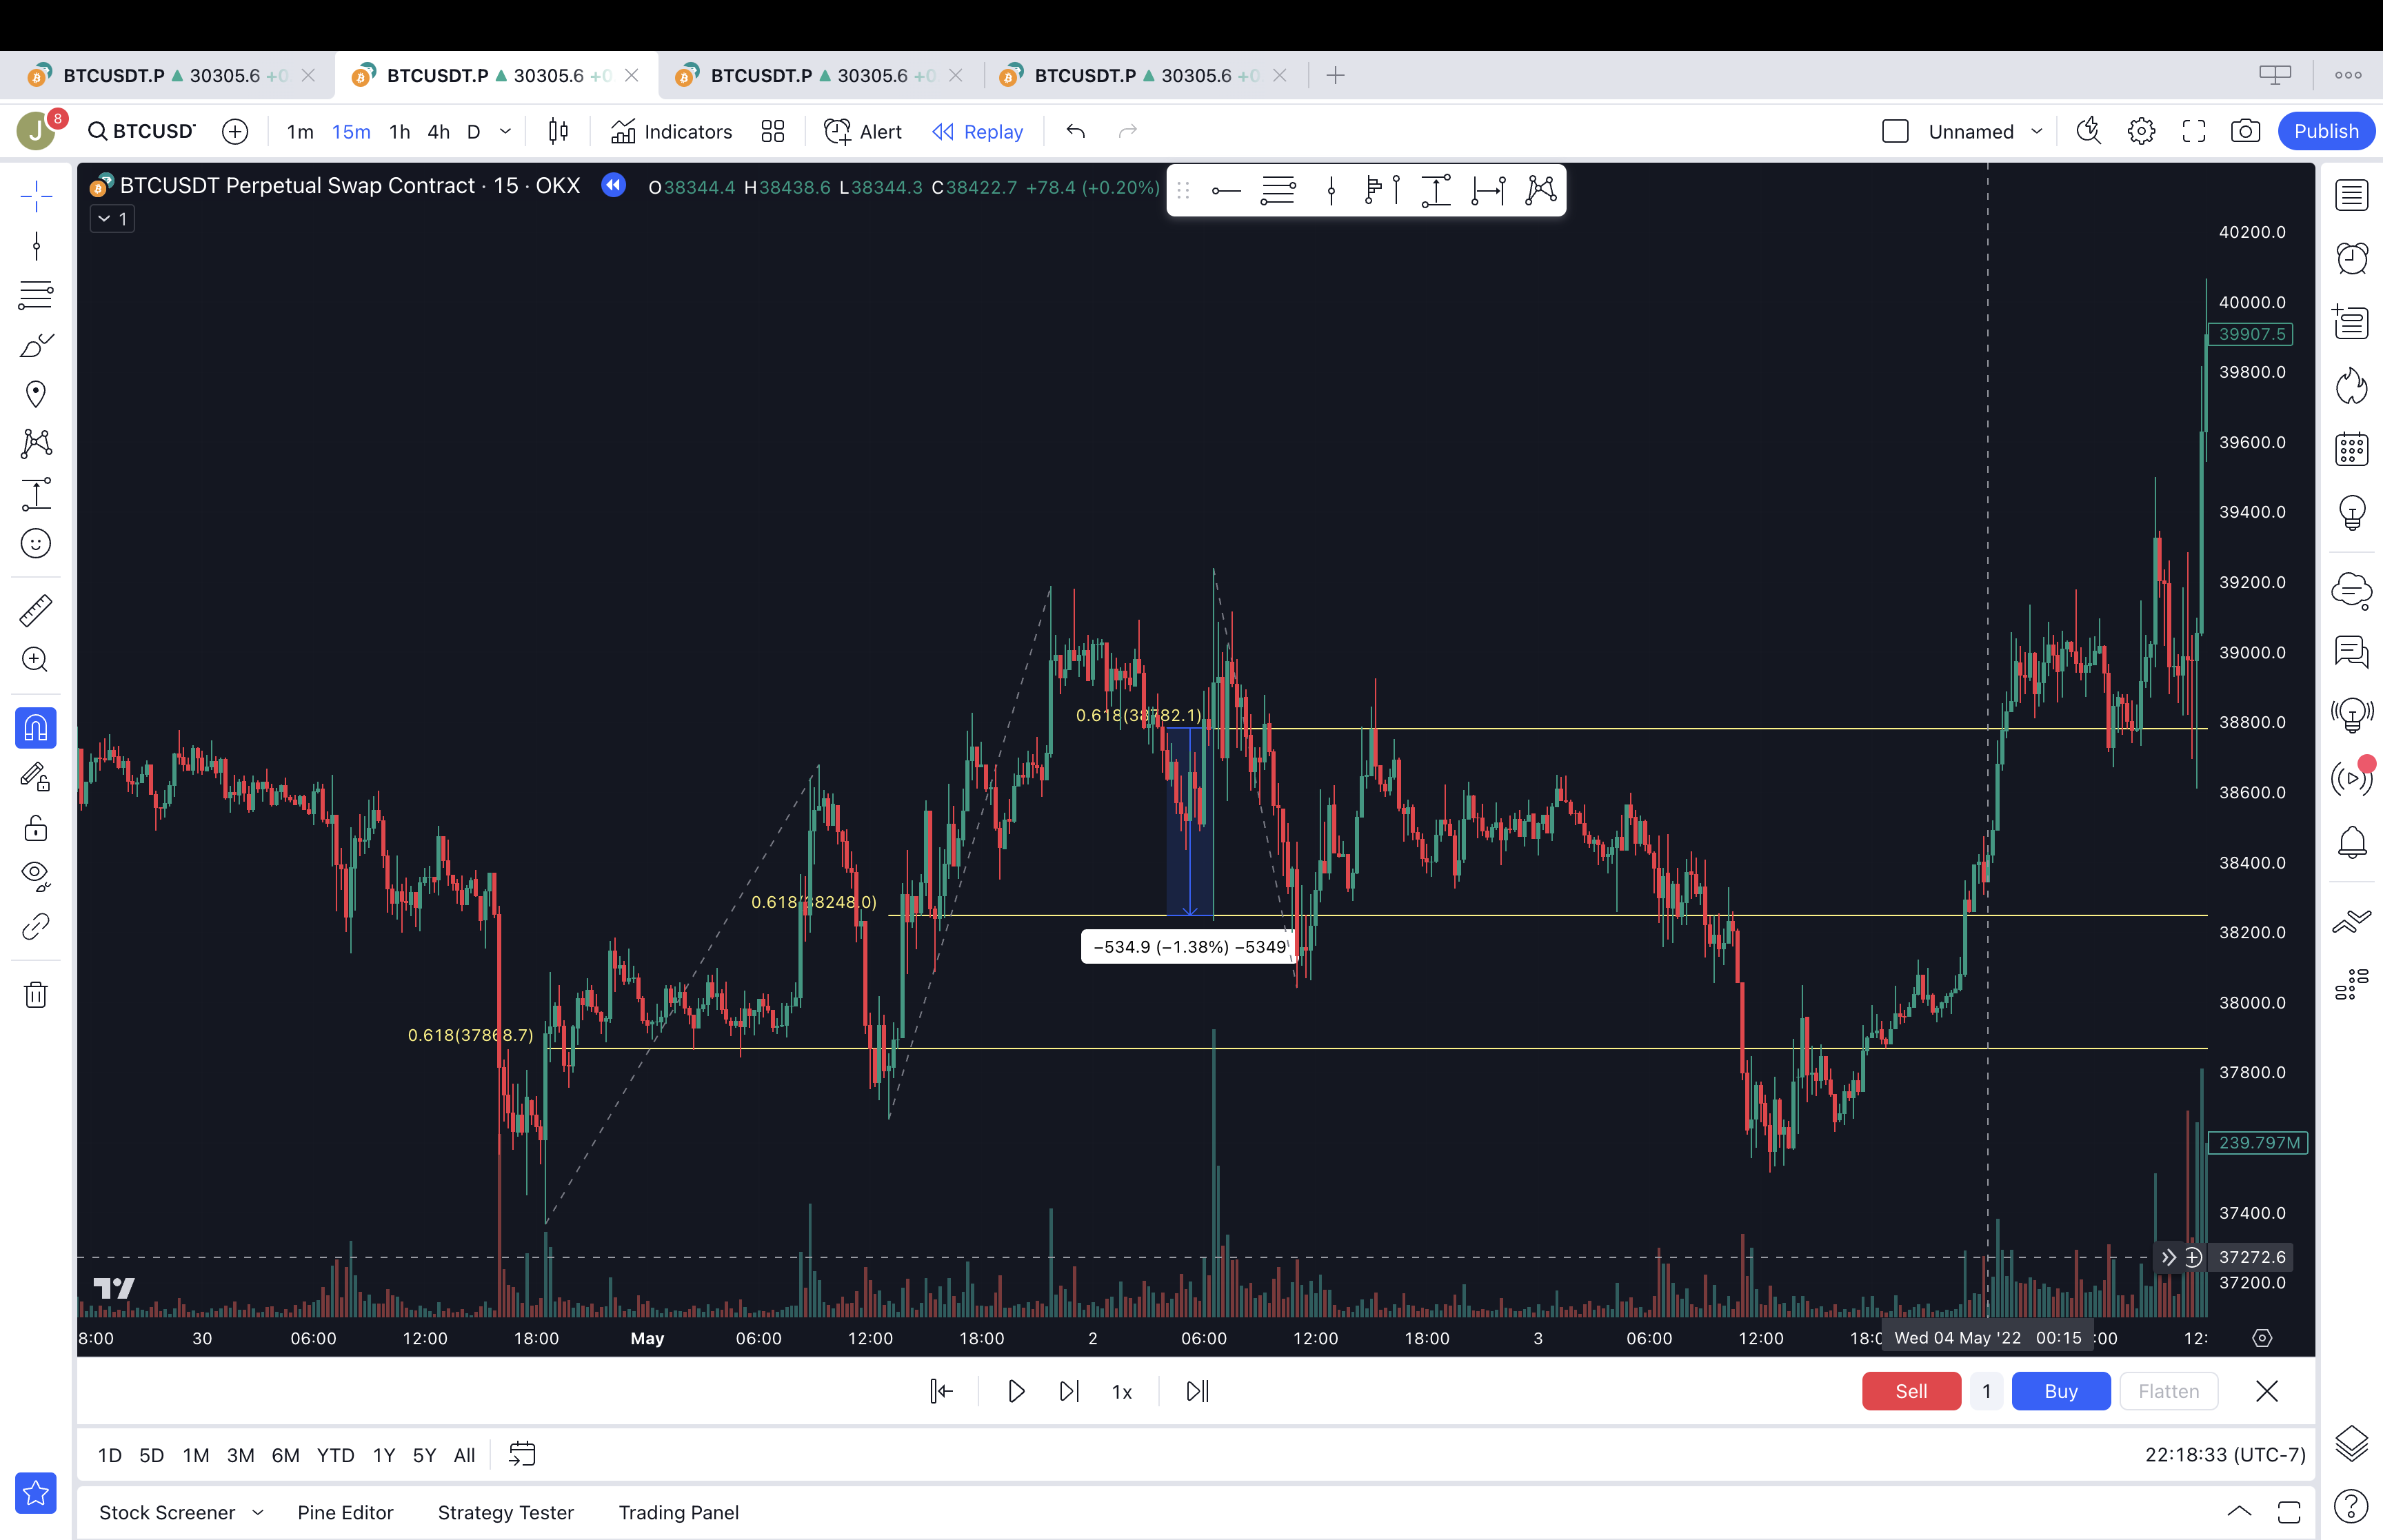 BTCUSDT.P 30305.6 +0 BTCUSDT.P 30305.6 +0 BTCUSDT.P 30305.6 +0 BTCUSDT.P 30305.6 +0
J 8 BTCUSD 1m 15m 1h 4h D Indicators Alert Replay Unnamed Publish
BTCUSDT Perpetual Swap Contract · 15 · OKX O38344.4 H38438.6 L38344.3 C38422.7 +78.4 (+0.20%)
1
40200.0
40000.0
39907.5
39800.0
39600.0
39400.0
39200.0
39000.0
0.618(38782.1)
38800.0
38600.0
38400.0
0.618(38248.0)
38200.0
−534.9 (−1.38%) −5349
38000.0
0.618(37868.7)
37800.0
239.797M
37400.0
37272.6
37200.0
8:00 30 06:00 12:00 18:00 May 06:00 12:00 18:00 2 06:00 12:00 18:00 3 06:00 12:00 18:0 Wed 04 May '22 00:15 :00 12:
1x Sell 1 Buy Flatten
1D 5D 1M 3M 6M YTD 1Y 5Y All 22:18:33 (UTC-7)
Stock Screener Pine Editor Strategy Tester Trading Panel